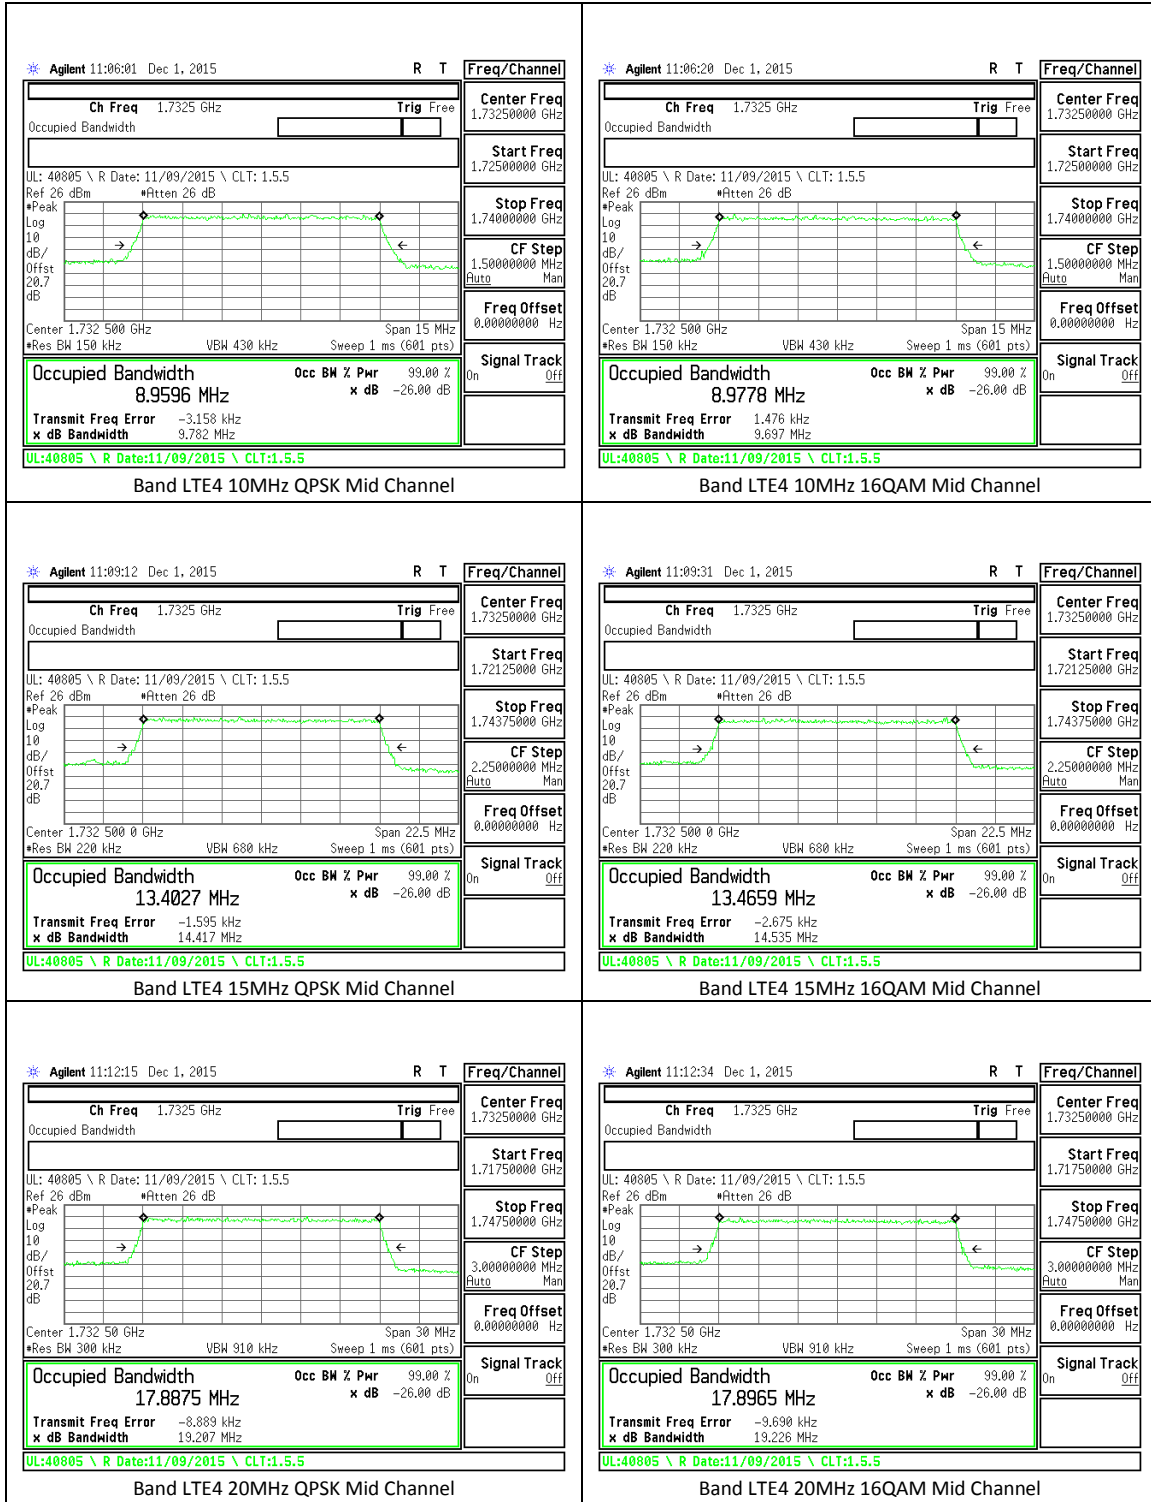 Agilent 11:06:01 Dec 1, 2015 R T Freq/Channel
Ch Freq 1.7325 GHz Trig Free
Occupied Bandwidth
Center Freq
1.73250000 GHz
Start Freq
1.72500000 GHz
Stop Freq
1.74000000 GHz
CF Step
1.50000000 MHz
Auto Man
Freq Offset
0.00000000 Hz
Signal Track
On Off
UL: 40805 \ R Date: 11/09/2015 \ CLT: 1.5.5
Ref 26 dBm #Atten 26 dB
#Peak
Log
10
dB/
Offst
20.7
dB
Center 1.732 500 GHz Span 15 MHz
#Res BW 150 kHz VBW 430 kHz Sweep 1 ms (601 pts)
Occupied Bandwidth Occ BW % Pwr 99.00 %
8.9596 MHz x dB -26.00 dB
Transmit Freq Error -3.158 kHz
x dB Bandwidth 9.782 MHz
UL:40805 \ R Date:11/09/2015 \ CLT:1.5.5
Band LTE4 10MHz QPSK Mid Channel
Agilent 11:06:20 Dec 1, 2015 R T Freq/Channel
Ch Freq 1.7325 GHz Trig Free
Occupied Bandwidth
Center Freq
1.73250000 GHz
Start Freq
1.72500000 GHz
Stop Freq
1.74000000 GHz
CF Step
1.50000000 MHz
Auto Man
Freq Offset
0.00000000 Hz
Signal Track
On Off
UL: 40805 \ R Date: 11/09/2015 \ CLT: 1.5.5
Ref 26 dBm #Atten 26 dB
#Peak
Log
10
dB/
Offst
20.7
dB
Center 1.732 500 GHz Span 15 MHz
#Res BW 150 kHz VBW 430 kHz Sweep 1 ms (601 pts)
Occupied Bandwidth Occ BW % Pwr 99.00 %
8.9778 MHz x dB -26.00 dB
Transmit Freq Error 1.476 kHz
x dB Bandwidth 9.697 MHz
UL:40805 \ R Date:11/09/2015 \ CLT:1.5.5
Band LTE4 10MHz 16QAM Mid Channel
Agilent 11:09:12 Dec 1, 2015 R T Freq/Channel
Ch Freq 1.7325 GHz Trig Free
Occupied Bandwidth
Center Freq
1.73250000 GHz
Start Freq
1.72125000 GHz
Stop Freq
1.74375000 GHz
CF Step
2.25000000 MHz
Auto Man
Freq Offset
0.00000000 Hz
Signal Track
On Off
UL: 40805 \ R Date: 11/09/2015 \ CLT: 1.5.5
Ref 26 dBm #Atten 26 dB
#Peak
Log
10
dB/
Offst
20.7
dB
Center 1.732 500 0 GHz Span 22.5 MHz
#Res BW 220 kHz VBW 680 kHz Sweep 1 ms (601 pts)
Occupied Bandwidth Occ BW % Pwr 99.00 %
13.4027 MHz x dB -26.00 dB
Transmit Freq Error -1.595 kHz
x dB Bandwidth 14.417 MHz
UL:40805 \ R Date:11/09/2015 \ CLT:1.5.5
Band LTE4 15MHz QPSK Mid Channel
Agilent 11:09:31 Dec 1, 2015 R T Freq/Channel
Ch Freq 1.7325 GHz Trig Free
Occupied Bandwidth
Center Freq
1.73250000 GHz
Start Freq
1.72125000 GHz
Stop Freq
1.74375000 GHz
CF Step
2.25000000 MHz
Auto Man
Freq Offset
0.00000000 Hz
Signal Track
On Off
UL: 40805 \ R Date: 11/09/2015 \ CLT: 1.5.5
Ref 26 dBm #Atten 26 dB
#Peak
Log
10
dB/
Offst
20.7
dB
Center 1.732 500 0 GHz Span 22.5 MHz
#Res BW 220 kHz VBW 680 kHz Sweep 1 ms (601 pts)
Occupied Bandwidth Occ BW % Pwr 99.00 %
13.4659 MHz x dB -26.00 dB
Transmit Freq Error -2.675 kHz
x dB Bandwidth 14.535 MHz
UL:40805 \ R Date:11/09/2015 \ CLT:1.5.5
Band LTE4 15MHz 16QAM Mid Channel
Agilent 11:12:15 Dec 1, 2015 R T Freq/Channel
Ch Freq 1.7325 GHz Trig Free
Occupied Bandwidth
Center Freq
1.73250000 GHz
Start Freq
1.71750000 GHz
Stop Freq
1.74750000 GHz
CF Step
3.00000000 MHz
Auto Man
Freq Offset
0.00000000 Hz
Signal Track
On Off
UL: 40805 \ R Date: 11/09/2015 \ CLT: 1.5.5
Ref 26 dBm #Atten 26 dB
#Peak
Log
10
dB/
Offst
20.7
dB
Center 1.732 50 GHz Span 30 MHz
#Res BW 300 kHz VBW 910 kHz Sweep 1 ms (601 pts)
Occupied Bandwidth Occ BW % Pwr 99.00 %
17.8875 MHz x dB -26.00 dB
Transmit Freq Error -8.889 kHz
x dB Bandwidth 19.207 MHz
UL:40805 \ R Date:11/09/2015 \ CLT:1.5.5
Band LTE4 20MHz QPSK Mid Channel
Agilent 11:12:34 Dec 1, 2015 R T Freq/Channel
Ch Freq 1.7325 GHz Trig Free
Occupied Bandwidth
Center Freq
1.73250000 GHz
Start Freq
1.71750000 GHz
Stop Freq
1.74750000 GHz
CF Step
3.00000000 MHz
Auto Man
Freq Offset
0.00000000 Hz
Signal Track
On Off
UL: 40805 \ R Date: 11/09/2015 \ CLT: 1.5.5
Ref 26 dBm #Atten 26 dB
#Peak
Log
10
dB/
Offst
20.7
dB
Center 1.732 50 GHz Span 30 MHz
#Res BW 300 kHz VBW 910 kHz Sweep 1 ms (601 pts)
Occupied Bandwidth Occ BW % Pwr 99.00 %
17.8965 MHz x dB -26.00 dB
Transmit Freq Error -9.690 kHz
x dB Bandwidth 19.226 MHz
UL:40805 \ R Date:11/09/2015 \ CLT:1.5.5
Band LTE4 20MHz 16QAM Mid Channel